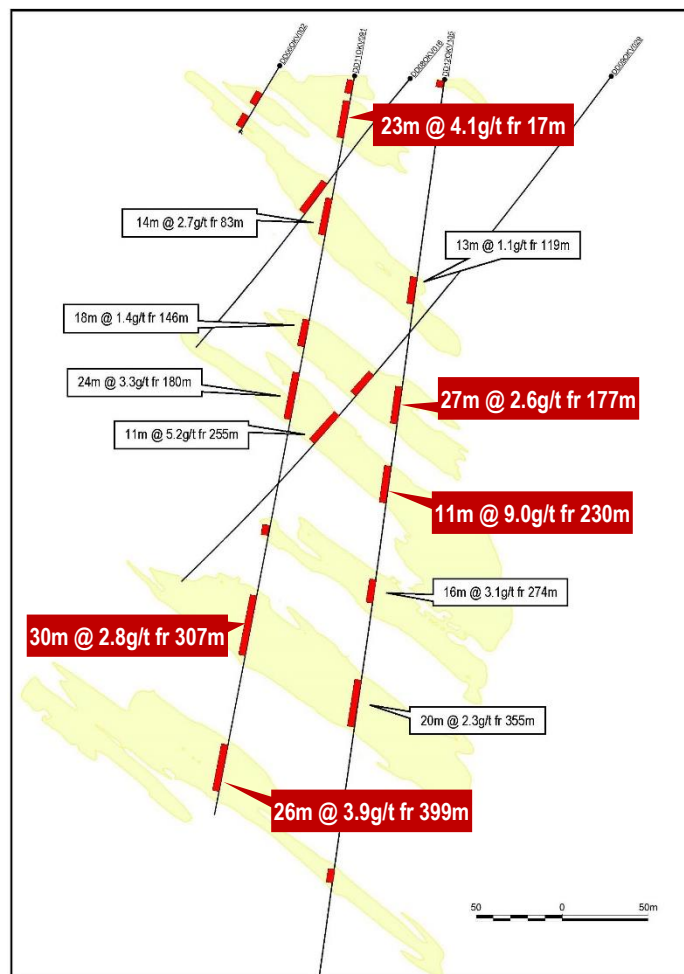 DD11OKV091
23m @ 4.1g/t fr 17m
14m @ 2.7g/t fr 83m
13m @ 1.1g/t fr 119m
18m @ 1.4g/t fr 146m
24m @ 3.3g/t fr 180m
27m @ 2.6g/t fr 177m
11m @ 5.2g/t fr 255m
11m @ 9.0g/t fr 230m
16m @ 3.1g/t fr 274m
30m @ 2.8g/t fr 307m
20m @ 2.3g/t fr 355m
26m @ 3.9g/t fr 399m
50 0 50m